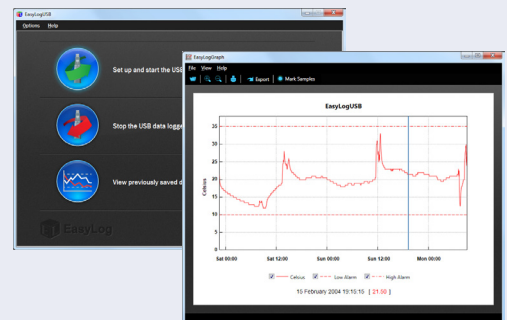 EasyLogUSB
Options Help
Set up and start the USB
Stop the USB data logge
View previously saved d
EasyLog
EasyLogGraph
File View Help
Export Mark Samples
EasyLogUSB
35
30
25
20
15
10
5
0
Celsius
Sat 00:00 Sat 12:00 Sun 00:00 Sun 12:00 Mon 00:00
Celsius Low Alarm High Alarm
15 February 2004 19:15:15 [ 21.50 ]